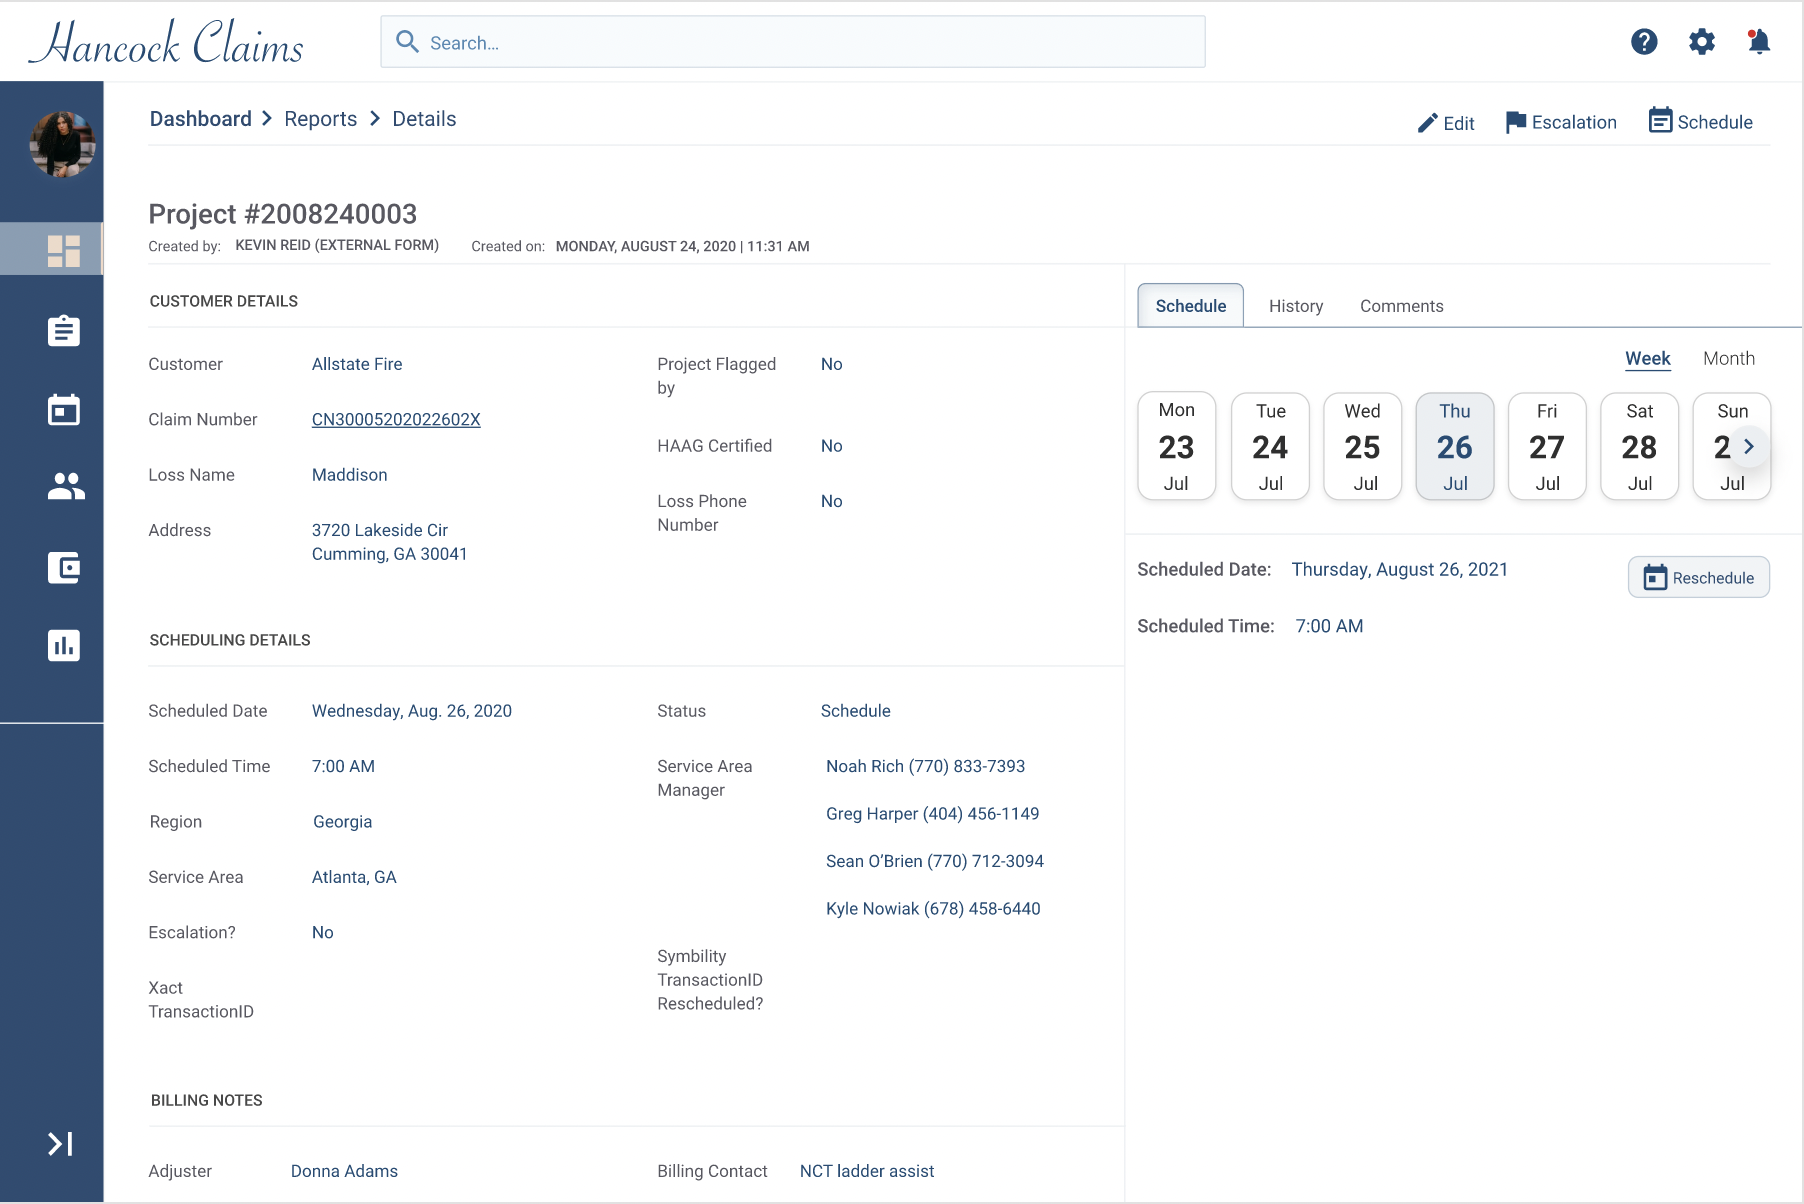 Hancock Claims
Search...
Dashboard > Reports > Details
Edit
Escalation
Schedule
Project #2008240003
Created by: KEVIN REID (EXTERNAL FORM) Created on: MONDAY, AUGUST 24, 2020 | 11:31 AM
CUSTOMER DETAILS
Customer Allstate Fire
Claim Number CN30005202022602X
Loss Name Maddison
Address 3720 Lakeside Cir
Cumming, GA 30041
Project Flagged
by
No
HAAG Certified No
Loss Phone
Number
No
SCHEDULING DETAILS
Scheduled Date Wednesday, Aug. 26, 2020
Scheduled Time 7:00 AM
Region Georgia
Service Area Atlanta, GA
Escalation? No
Xact
TransactionID
Status Schedule
Service Area
Manager
Noah Rich (770) 833-7393
Greg Harper (404) 456-1149
Sean O’Brien (770) 712-3094
Kyle Nowiak (678) 458-6440
Symbility
TransactionID
Rescheduled?
BILLING NOTES
Adjuster Donna Adams
Billing Contact NCT ladder assist
Schedule History Comments
Week Month
Mon Tue Wed Thu Fri Sat Sun
23 24 25 26 27 28 2
Jul Jul Jul Jul Jul Jul Jul
Scheduled Date: Thursday, August 26, 2021
Reschedule
Scheduled Time: 7:00 AM